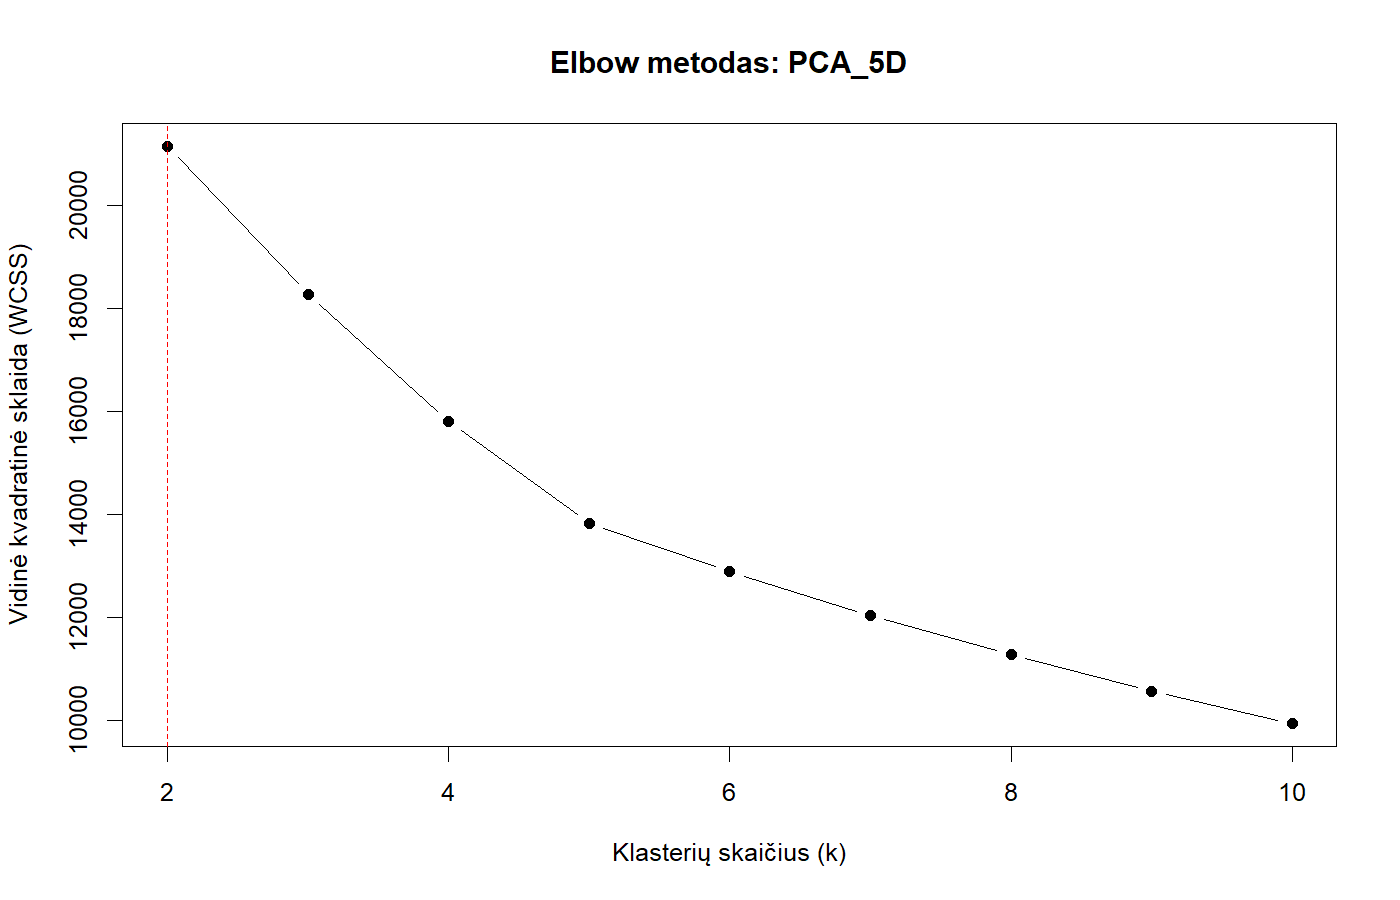 Elbow metodas: PCA_5D
Vidinė kvadratinė sklaida (WCSS)
20000
18000
16000
14000
12000
10000
2 4 6 8 10
Klasterių skaičius (k)